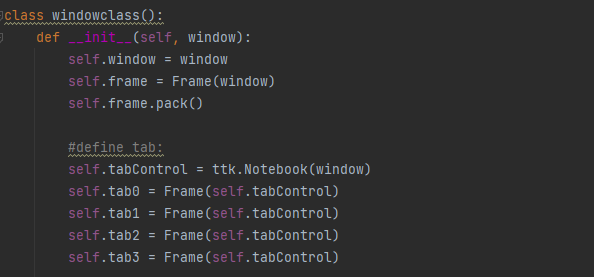 class windowclass():
def __init__(self, window):
self.window = window
self.frame = Frame(window)
self.frame.pack()
#define tab:
self.tabControl = ttk.Notebook(window)
self.tab0 = Frame(self.tabControl)
self.tab1 = Frame(self.tabControl)
self.tab2 = Frame(self.tabControl)
self.tab3 = Frame(self.tabControl)